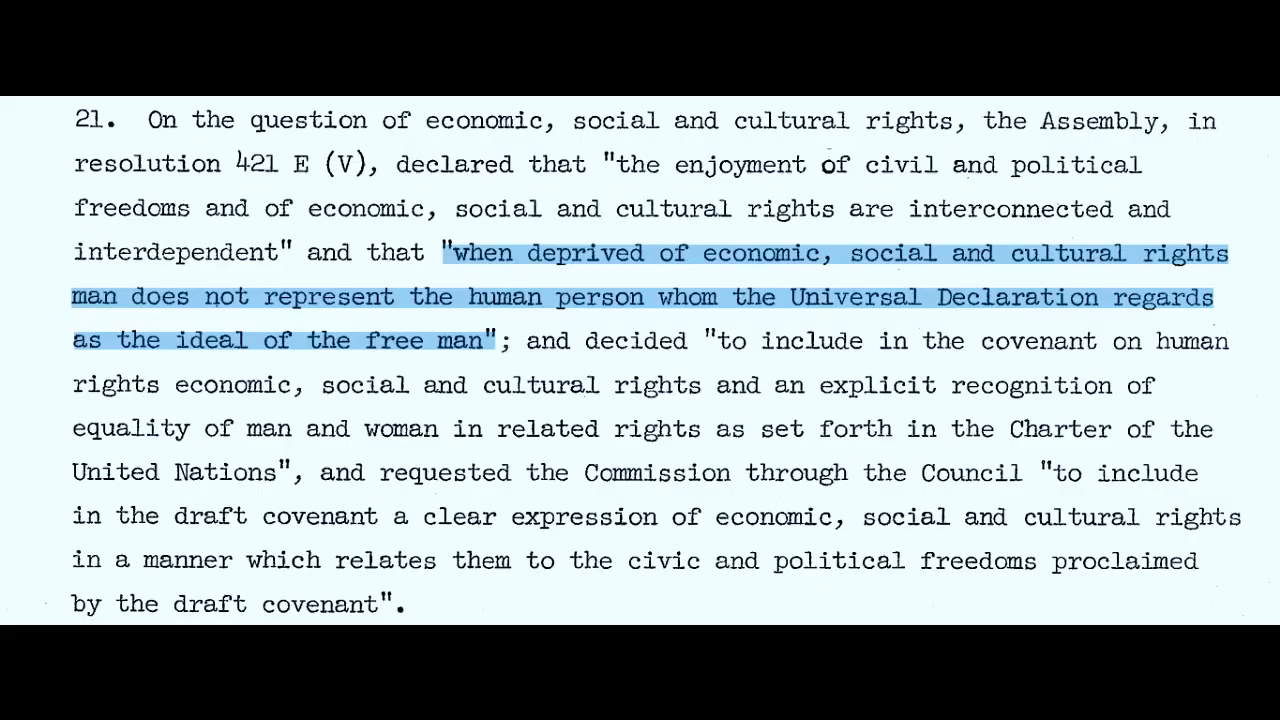 21. On the question of economic, social and cultural rights, the Assembly, in
resolution 421 E (V), declared that "the enjoyment of civil and political
freedoms and of economic, social and cultural rights are interconnected and
interdependent" and that "when deprived of economic, social and cultural rights
man does not represent the human person whom the Universal Declaration regards
as the ideal of the free man"; and decided "to include in the covenant on human
rights economic, social and cultural rights and an explicit recognition of
equality of man and woman in related rights as set forth in the Charter of the
United Nations", and requested the Commission through the Council "to include
in the draft covenant a clear expression of economic, social and cultural rights
in a manner which relates them to the civic and political freedoms proclaimed
by the draft covenant".